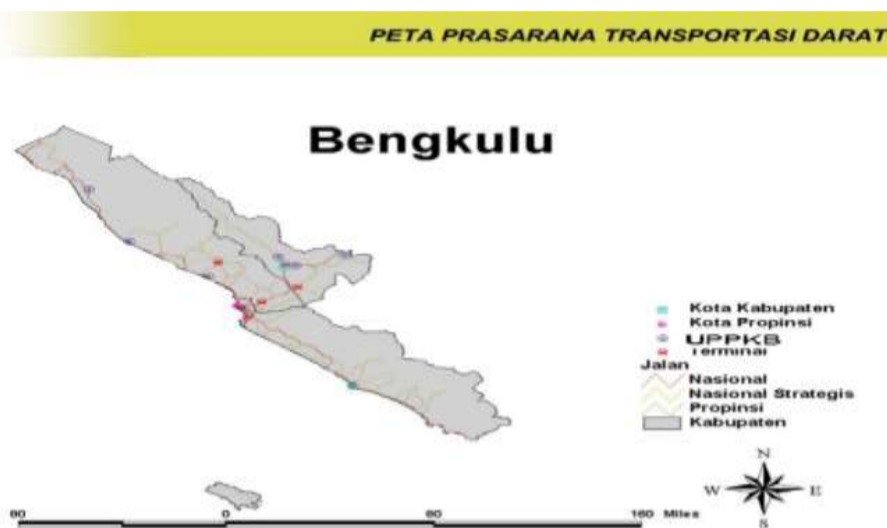 PETA PRASARANA TRANSPORTASI DARAT
Bengkulu
Kota Kabupaten
Kota Propinsi
UPPKB
Terminal
Jalan
Nasional
Nasional Strategis
Propinsi
Kabupaten
N
W E
S
80 0 80 160 Miles